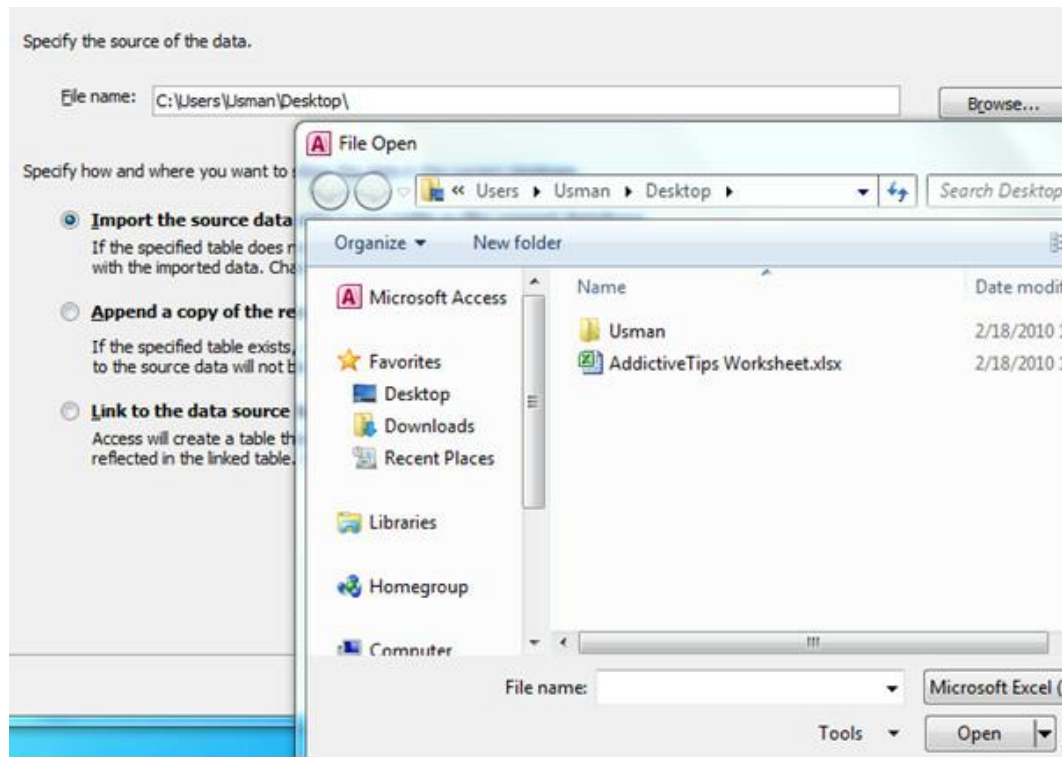 Specify the source of the data.
File name: C:\Users\Usman\Desktop\ Browse...
File Open
Specify how and where you want to
« Users Usman Desktop Search Desktop
Import the source data
Organize New folder
If the specified table does
with the imported data. Cha
Microsoft Access Name Date modif
Append a copy of the re
Usman 2/18/2010
If the specified table exists,
to the source data will not b
Favorites AddictiveTips Worksheet.xlsx 2/18/2010
Desktop
Link to the data source
Downloads
Access will create a table th
reflected in the linked table.
Recent Places
Libraries
Homegroup
Computer
File name: Microsoft Excel (
Tools Open